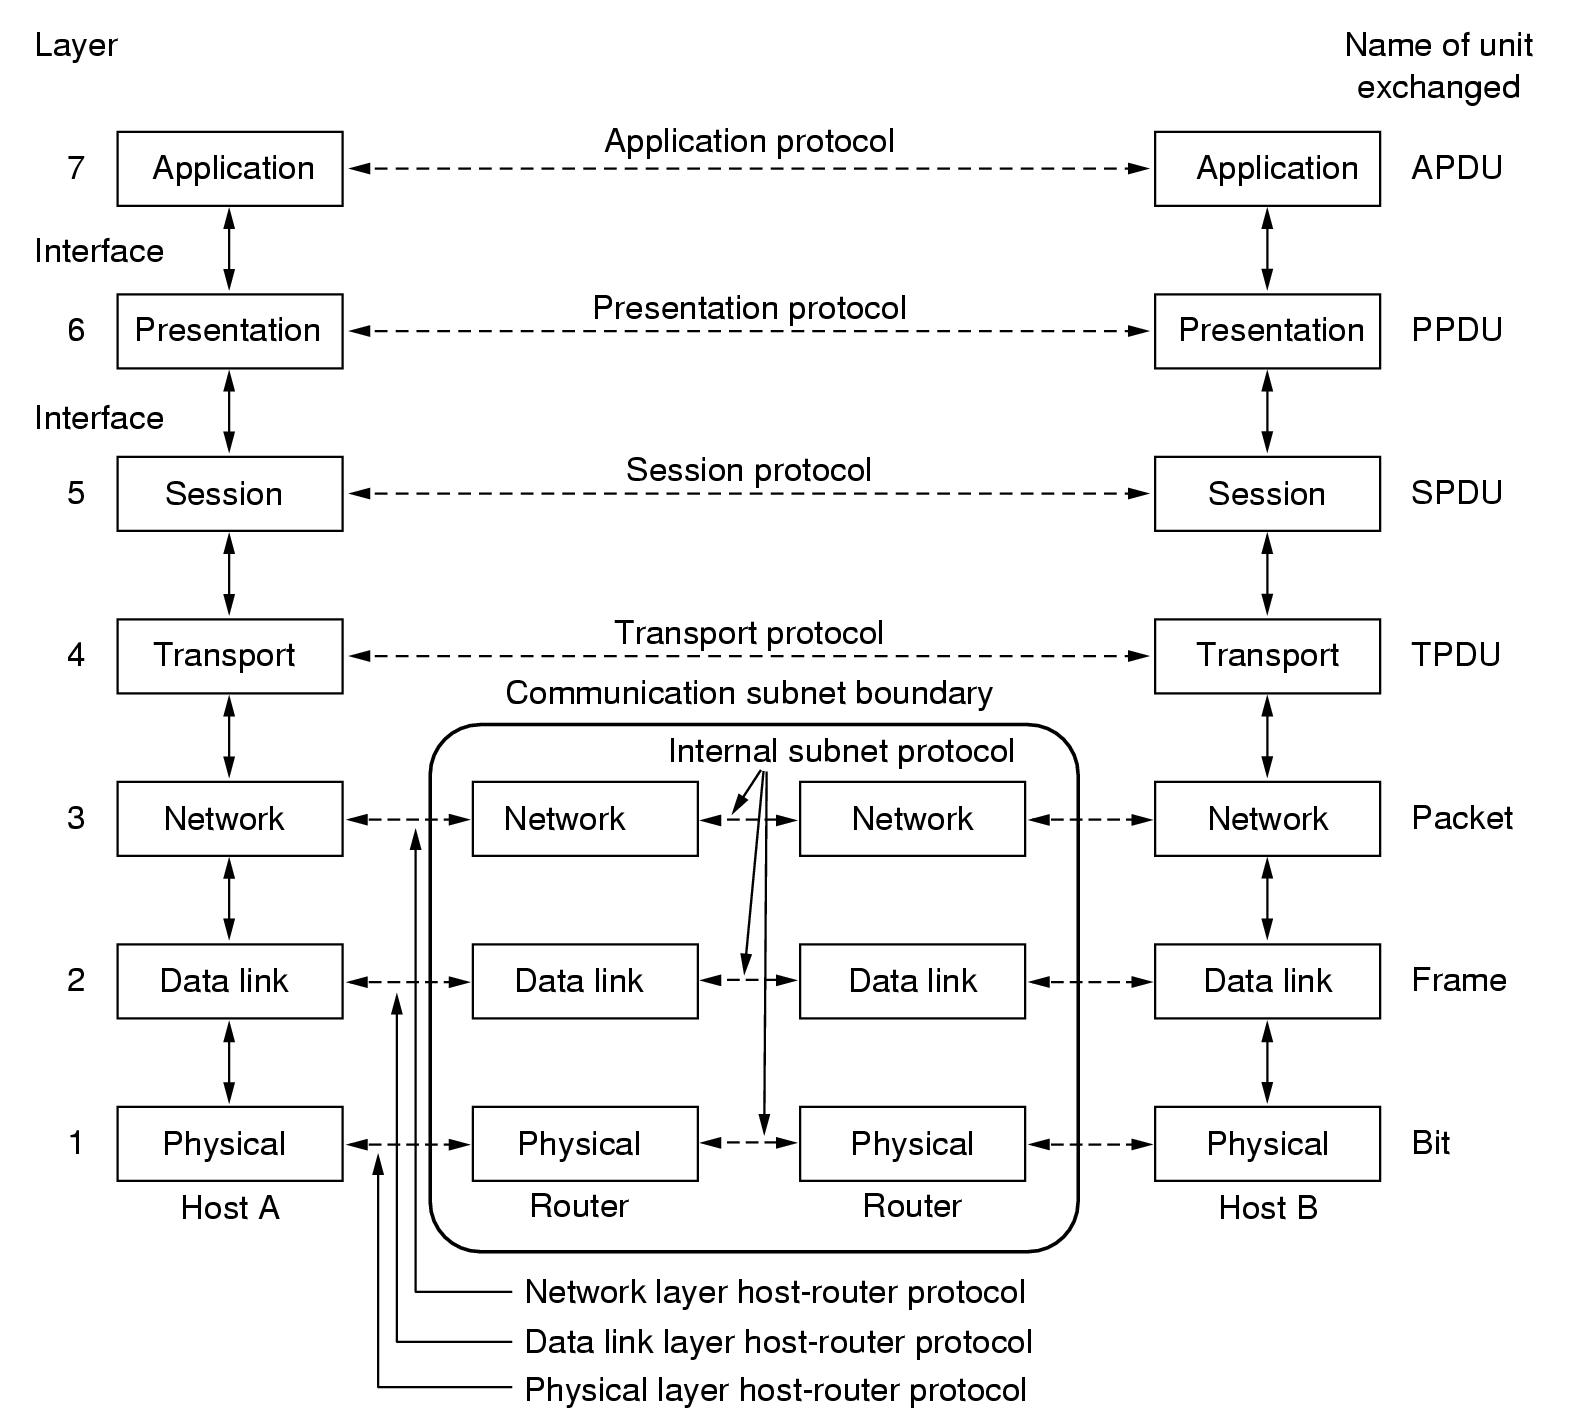 Layer
Name of unit
exchanged
7
Application
Application protocol
Application
APDU
Interface
6
Presentation
Presentation protocol
Presentation
PPDU
Interface
5
Session
Session protocol
Session
SPDU
4
Transport
Transport protocol
Transport
TPDU
Communication subnet boundary
Internal subnet protocol
3
Network
Network
Network
Network
Packet
2
Data link
Data link
Data link
Data link
Frame
1
Physical
Physical
Physical
Physical
Bit
Host A
Router
Router
Host B
Network layer host-router protocol
Data link layer host-router protocol
Physical layer host-router protocol